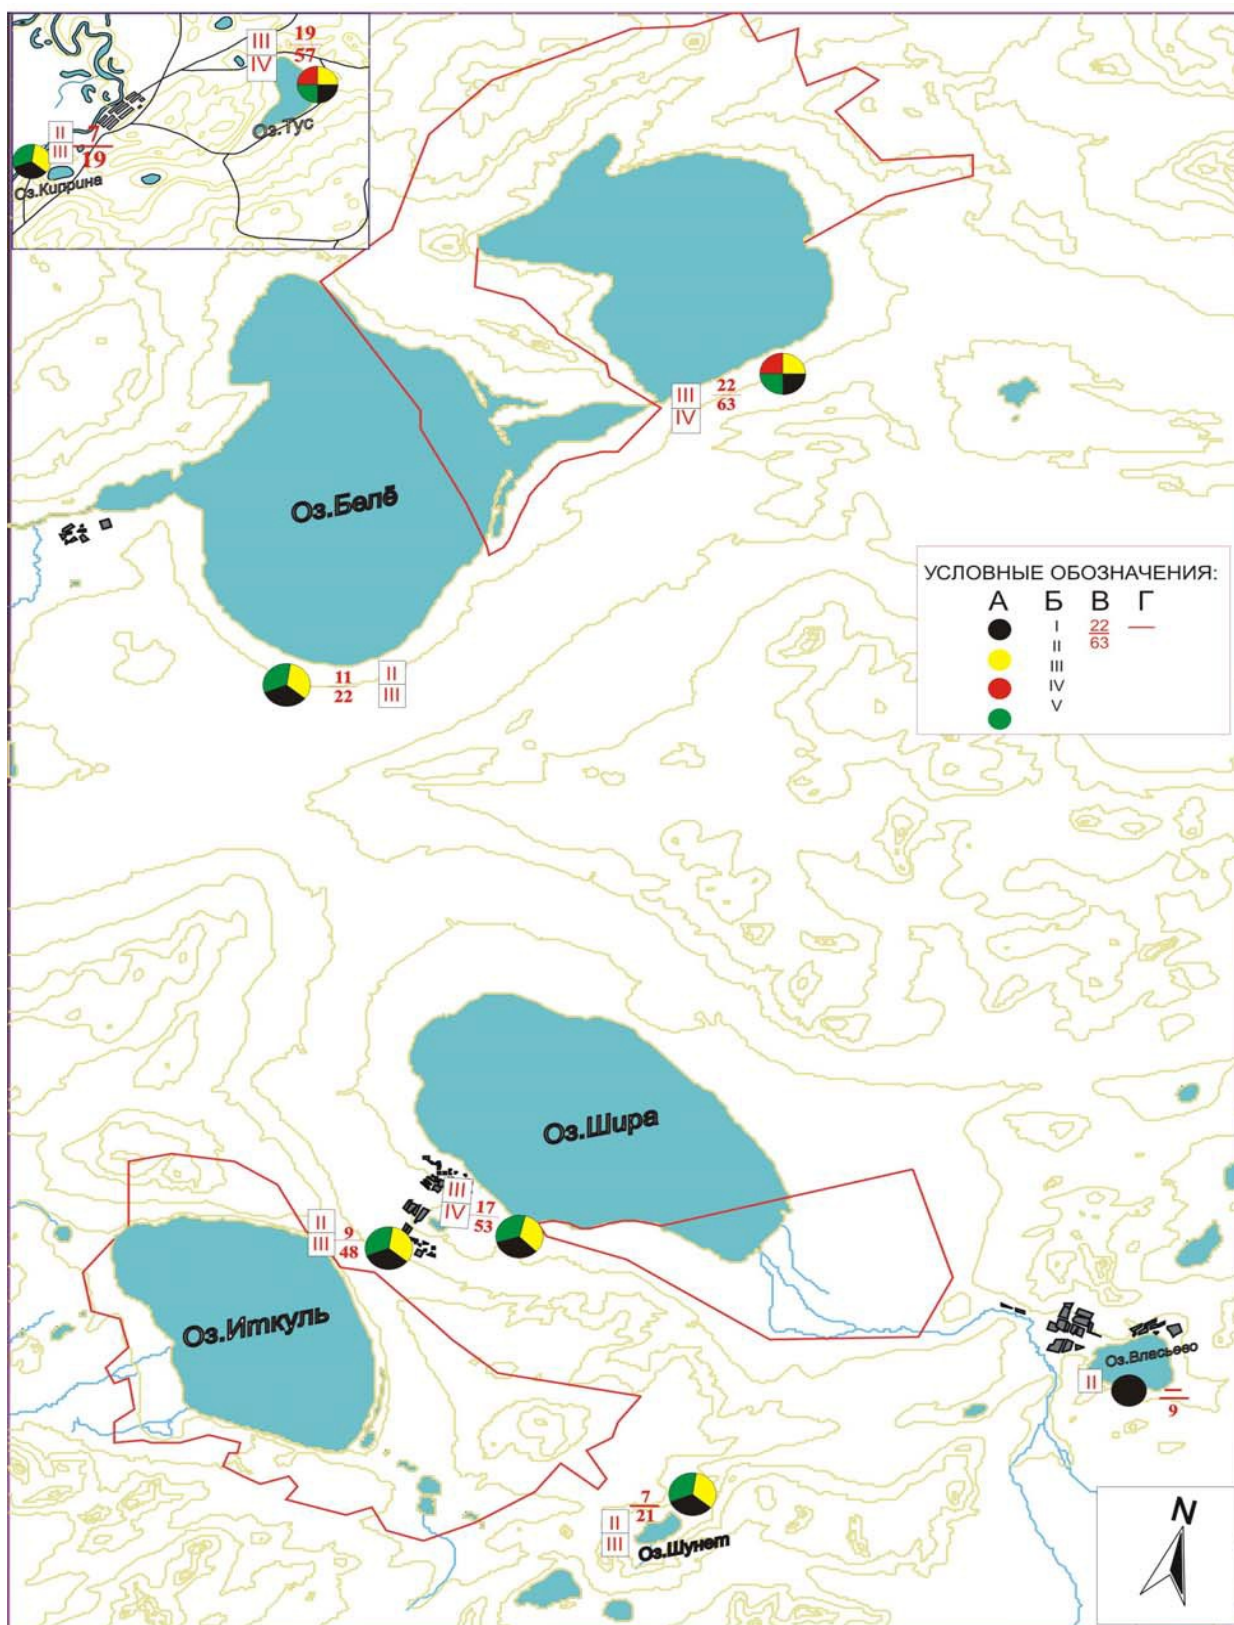 III 19
IV 57
Оз.Тус
II 7
III 19
Оз.Киприна
III 22
IV 63
Оз.Белё
УСЛОВНЫЕ ОБОЗНАЧЕНИЯ:
А Б В Г
I 22
II 63
III
IV
V
11 II
22 III
Оз.Шира
III 17
IV 53
II 9
III 48
Оз.Иткуль
Оз.Власьево
II –
9
7
II 21
III
Оз.Шунет
N